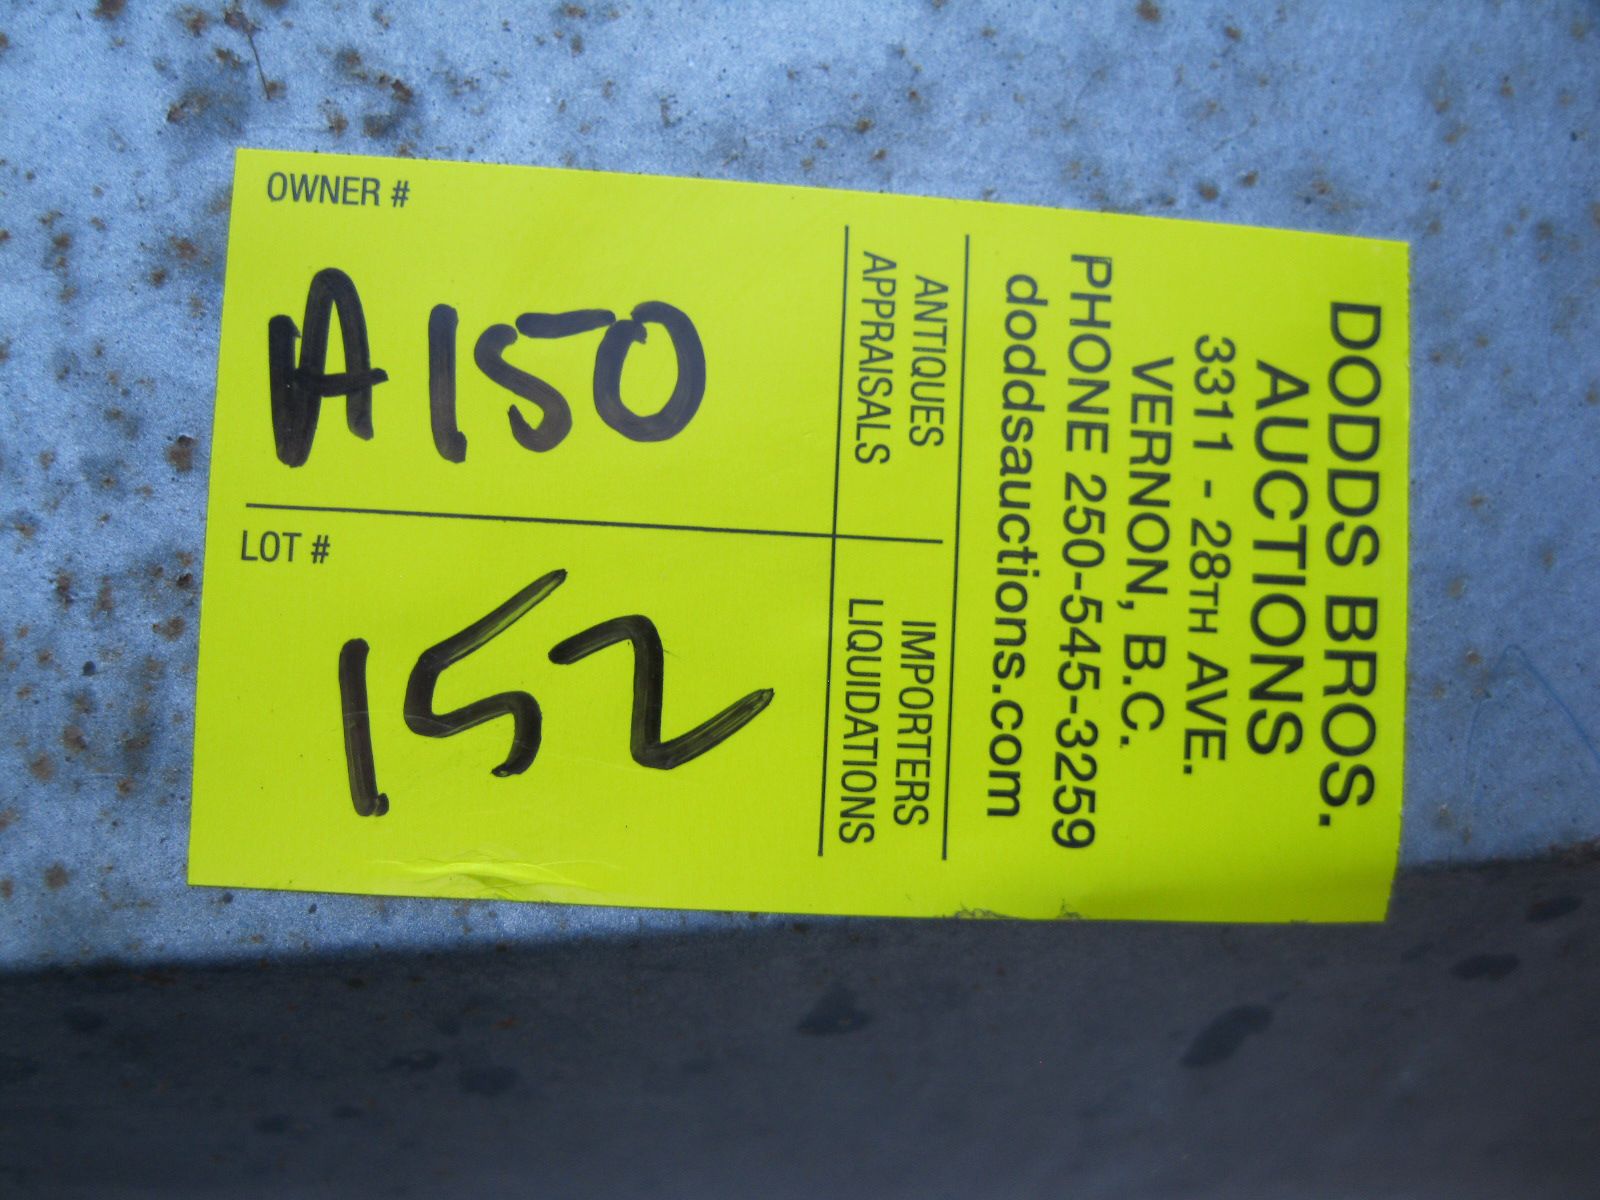 DODDS BROS.
AUCTIONS
3311 - 28TH AVE.
VERNON, B.C.
PHONE 250-545-3259
doddsauctions.com
ANTIQUES
APPRAISALS
IMPORTERS
LIQUIDATIONS
OWNER #
A150
LOT #
152